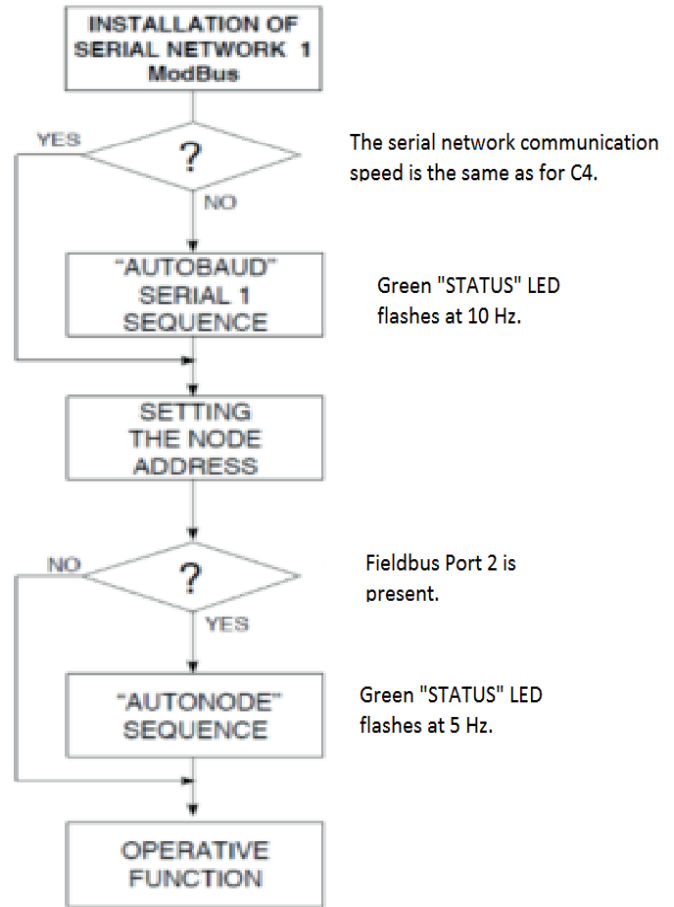 INSTALLATION OF
SERIAL NETWORK 1
ModBus
YES
?
The serial network communication
speed is the same as for C4.
NO
"AUTOBAUD"
SERIAL 1
SEQUENCE
Green "STATUS" LED
flashes at 10 Hz.
SETTING
THE NODE
ADDRESS
NO
?
Fieldbus Port 2 is
present.
YES
"AUTONODE"
SEQUENCE
Green "STATUS" LED
flashes at 5 Hz.
OPERATIVE
FUNCTION